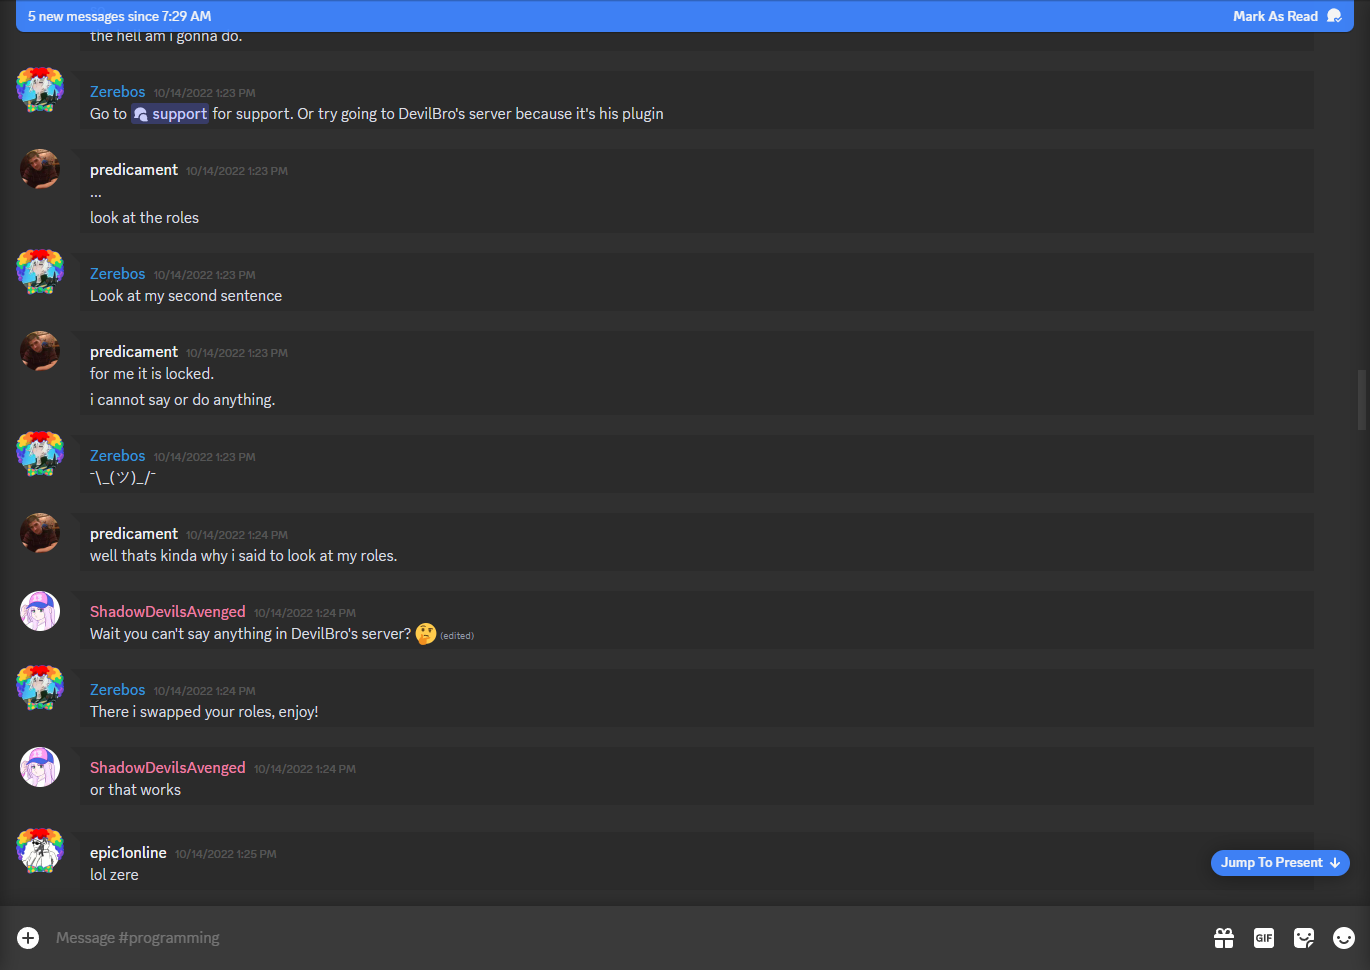 5 new messages since 7:29 AM
Mark As Read
the hell am i gonna do.
Zerebos 10/14/2022 1:23 PM
Go to support for support. Or try going to DevilBro's server because it's his plugin
predicament 10/14/2022 1:23 PM
...
look at the roles
Zerebos 10/14/2022 1:23 PM
Look at my second sentence
predicament 10/14/2022 1:23 PM
for me it is locked.
i cannot say or do anything.
Zerebos 10/14/2022 1:23 PM
¯\_(ツ)_/¯
predicament 10/14/2022 1:24 PM
well thats kinda why i said to look at my roles.
ShadowDevilsAvenged 10/14/2022 1:24 PM
Wait you can't say anything in DevilBro's server? 🤔 (edited)
Zerebos 10/14/2022 1:24 PM
There i swapped your roles, enjoy!
ShadowDevilsAvenged 10/14/2022 1:24 PM
or that works
epic1online 10/14/2022 1:25 PM
lol zere
Jump To Present
Message #programming
GIF